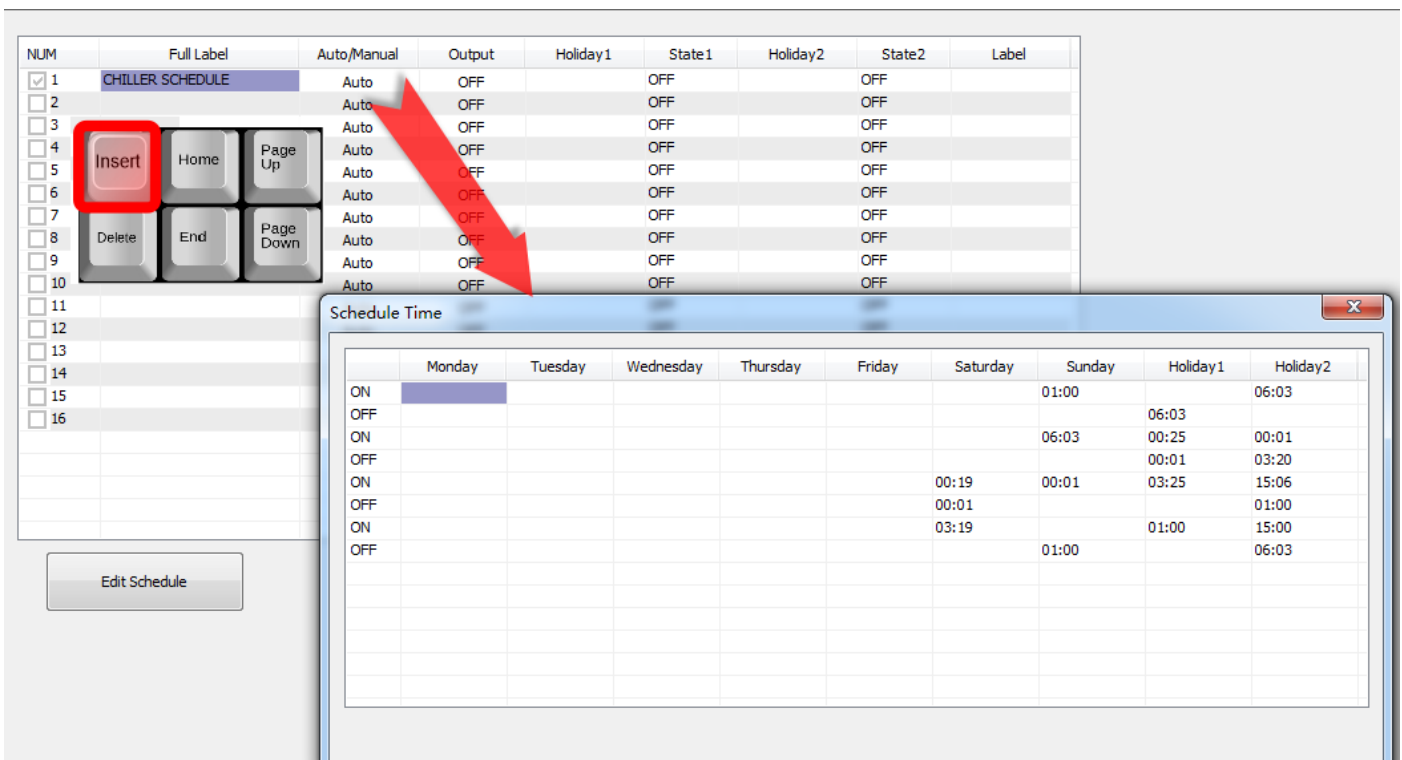 NUM Full Label Auto/Manual Output Holiday1 State1 Holiday2 State2 Label
1 CHILLER SCHEDULE Auto OFF OFF OFF
2 Auto OFF OFF OFF
3 Auto OFF OFF OFF
4 Auto OFF OFF OFF
5 Auto OFF OFF OFF
6 Auto OFF OFF OFF
7 Auto OFF OFF OFF
8 Auto OFF OFF OFF
9 Auto OFF OFF OFF
10 Auto OFF OFF OFF
11
12
13
14
15
16
Insert Home Page Up
Delete End Page Down
Edit Schedule
Schedule Time
Monday Tuesday Wednesday Thursday Friday Saturday Sunday Holiday1 Holiday2
ON 01:00 06:03
OFF 06:03
ON 06:03 00:25 00:01
OFF 00:01 03:20
ON 00:19 00:01 03:25 15:06
OFF 00:01 01:00
ON 03:19 01:00 15:00
OFF 01:00 06:03